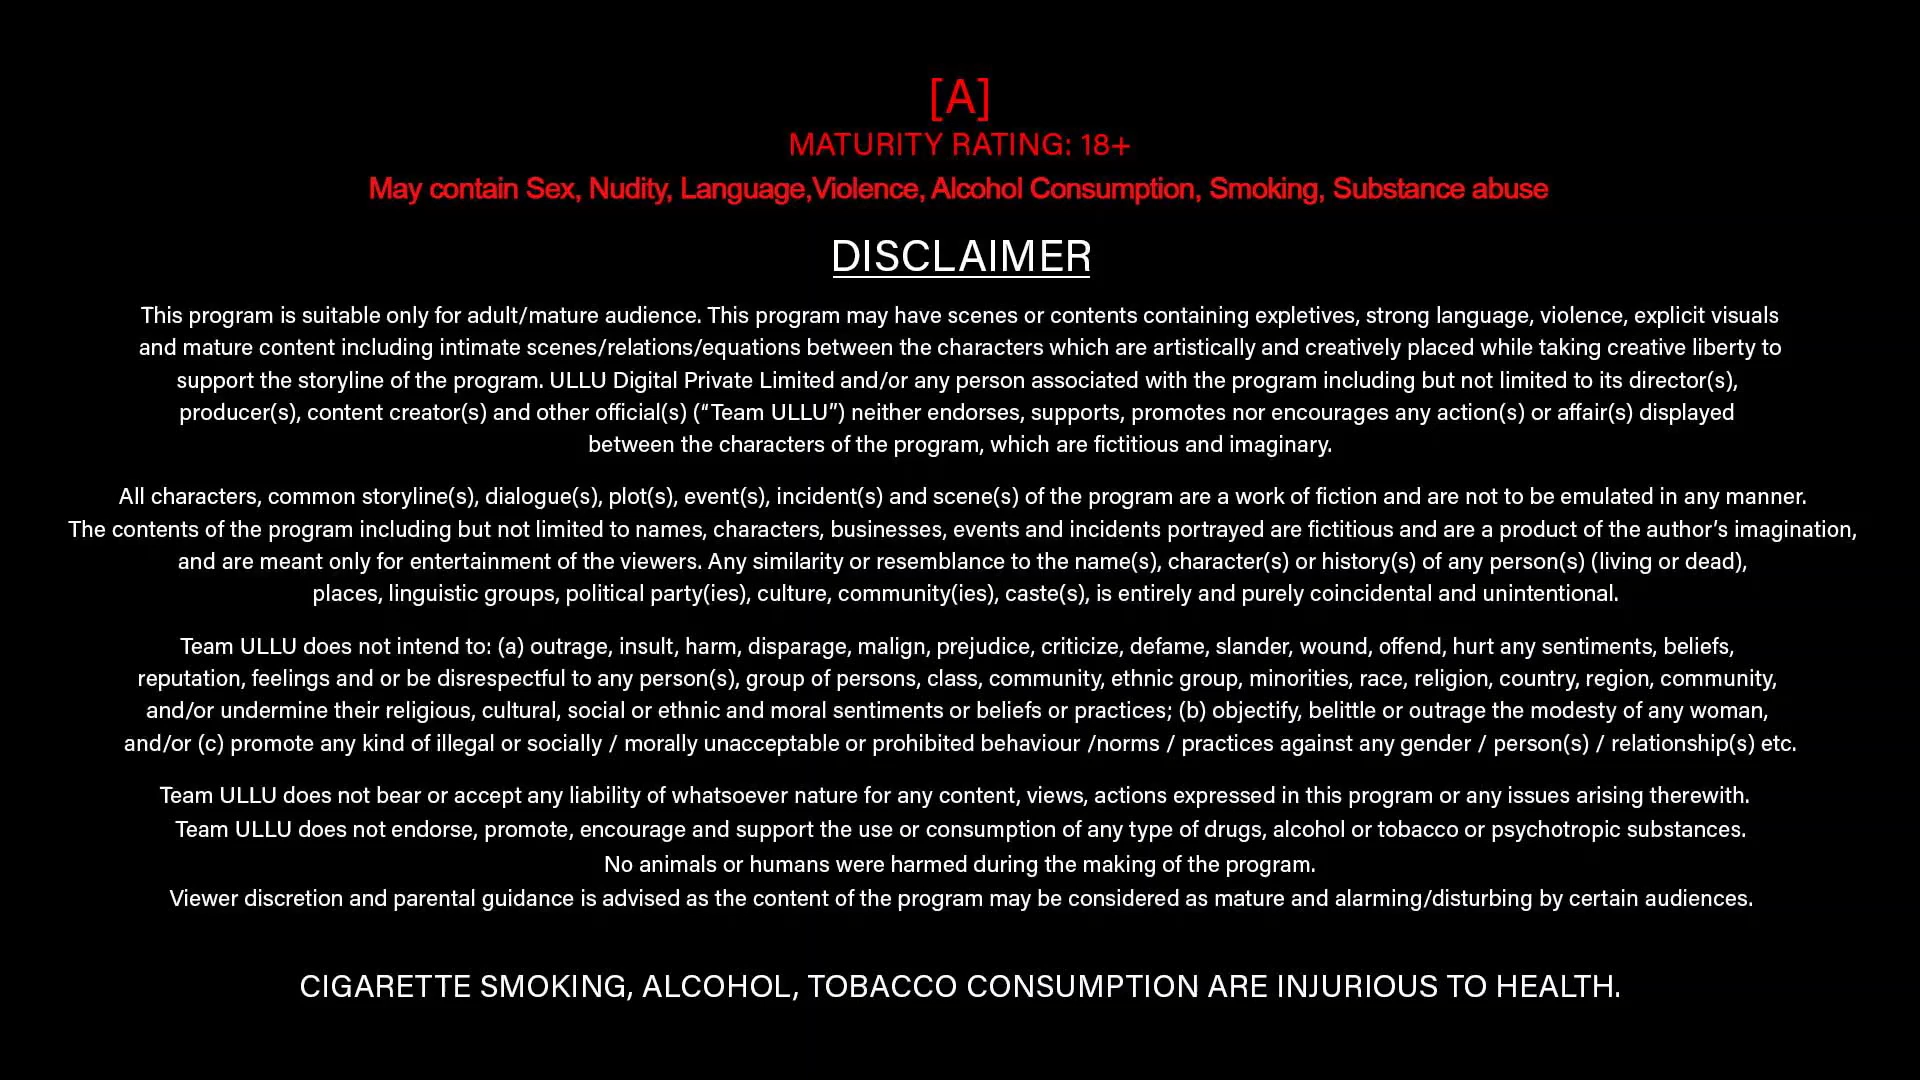 [A]
MATURITY RATING: 18+
May contain Sex, Nudity, Language,Violence, Alcohol Consumption, Smoking, Substance abuse
DISCLAIMER
This program is suitable only for adult/mature audience. This program may have scenes or contents containing expletives, strong language, violence, explicit visuals
and mature content including intimate scenes/relations/equations between the characters which are artistically and creatively placed while taking creative liberty to
support the storyline of the program. ULLU Digital Private Limited and/or any person associated with the program including but not limited to its director(s),
producer(s), content creator(s) and other official(s) (“Team ULLU”) neither endorses, supports, promotes nor encourages any action(s) or affair(s) displayed
between the characters of the program, which are fictitious and imaginary.
All characters, common storyline(s), dialogue(s), plot(s), event(s), incident(s) and scene(s) of the program are a work of fiction and are not to be emulated in any manner.
The contents of the program including but not limited to names, characters, businesses, events and incidents portrayed are fictitious and are a product of the author’s imagination,
and are meant only for entertainment of the viewers. Any similarity or resemblance to the name(s), character(s) or history(s) of any person(s) (living or dead),
places, linguistic groups, political party(ies), culture, community(ies), caste(s), is entirely and purely coincidental and unintentional.
Team ULLU does not intend to: (a) outrage, insult, harm, disparage, malign, prejudice, criticize, defame, slander, wound, offend, hurt any sentiments, beliefs,
reputation, feelings and or be disrespectful to any person(s), group of persons, class, community, ethnic group, minorities, race, religion, country, region, community,
and/or undermine their religious, cultural, social or ethnic and moral sentiments or beliefs or practices; (b) objectify, belittle or outrage the modesty of any woman,
and/or (c) promote any kind of illegal or socially / morally unacceptable or prohibited behaviour /norms / practices against any gender / person(s) / relationship(s) etc.
Team ULLU does not bear or accept any liability of whatsoever nature for any content, views, actions expressed in this program or any issues arising therewith.
Team ULLU does not endorse, promote, encourage and support the use or consumption of any type of drugs, alcohol or tobacco or psychotropic substances.
No animals or humans were harmed during the making of the program.
Viewer discretion and parental guidance is advised as the content of the program may be considered as mature and alarming/disturbing by certain audiences.
CIGARETTE SMOKING, ALCOHOL, TOBACCO CONSUMPTION ARE INJURIOUS TO HEALTH.